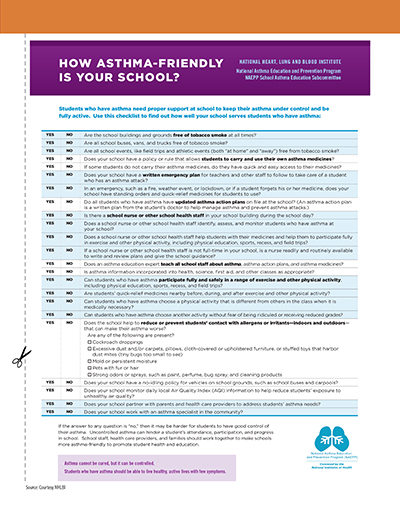 HOW ASTHMA-FRIENDLY
IS YOUR SCHOOL?
NATIONAL HEART, LUNG AND BLOOD INSTITUTE
National Asthma Education and Prevention Program
NAEPP School Asthma Education Subcommittee
Students who have asthma need proper support at school to keep their asthma under control and be
fully active. Use this checklist to find out how well your school serves students who have asthma:
YES NO Are the school buildings and grounds free of tobacco smoke at all times?
YES NO Are all school buses, vans, and trucks free of tobacco smoke?
YES NO Are all school events, like field trips and athletic events (both "at home" and "away") free from tobacco smoke?
YES NO Does your school have a policy or rule that allows students to carry and use their own asthma medicines?
YES NO If some students do not carry their asthma medicines, do they have quick and easy access to their medicines?
YES NO Does your school have a written emergency plan for teachers and other staff to follow to take care of a student
who has an asthma attack?
YES NO In an emergency, such as a fire, weather event, or lockdown, or if a student forgets his or her medicine, does your
school have standing orders and quick-relief medicines for students to use?
YES NO Do all students who have asthma have updated asthma action plans on file at the school? (An asthma action plan
is a written plan from the student's doctor to help manage asthma and prevent asthma attacks.)
YES NO Is there a school nurse or other school health staff in your school building during the school day?
YES NO Does a school nurse or other school health staff identify, assess, and monitor students who have asthma at
your school?
YES NO Does a school nurse or other school health staff help students with their medicines and help them to participate fully
in exercise and other physical activity, including physical education, sports, recess, and field trips?
YES NO If a school nurse or other school health staff is not full-time in your school, is a nurse readily and routinely available
to write and review plans and give the school guidance?
YES NO Does an asthma education expert teach all school staff about asthma, asthma action plans, and asthma medicines?
YES NO Is asthma information incorporated into health, science, first aid, and other classes as appropriate?
YES NO Can students who have asthma participate fully and safely in a range of exercise and other physical activity,
including physical education, sports, recess, and field trips?
YES NO Are students' quick-relief medicines nearby before, during, and after exercise and other physical activity?
YES NO Can students who have asthma choose a physical activity that is different from others in the class when it is
medically necessary?
YES NO Can students who have asthma choose another activity without fear of being ridiculed or receiving reduced grades?
YES NO Does the school help to reduce or prevent students' contact with allergens or irritants—indoors and outdoors—
that can make their asthma worse?
Are any of the following are present?
Cockroach droppings
Excessive dust and/or carpets, pillows, cloth-covered or upholstered furniture, or stuffed toys that harbor
dust mites (tiny bugs too small to see)
Mold or persistent moisture
Pets with fur or hair
Strong odors or sprays, such as paint, perfume, bug spray, and cleaning products
YES NO Does your school have a no-idling policy for vehicles on school grounds, such as school buses and carpools?
YES NO Does your school monitor daily local Air Quality Index (AQI) information to help reduce students' exposure to
unhealthy air quality?
YES NO Does your school partner with parents and health care providers to address students' asthma needs?
YES NO Does your school work with an asthma specialist in the community?
If the answer to any question is "no," then it may be harder for students to have good control of
their asthma. Uncontrolled asthma can hinder a student's attendance, participation, and progress
in school. School staff, health care providers, and families should work together to make schools
more asthma-friendly to promote student health and education.
Asthma cannot be cured, but it can be controlled.
Students who have asthma should be able to live healthy, active lives with few symptoms.
National Asthma Education
and Prevention Program (NAEPP)
Coordinated by the
National Institutes of Health
Source: Courtesy NHLBI